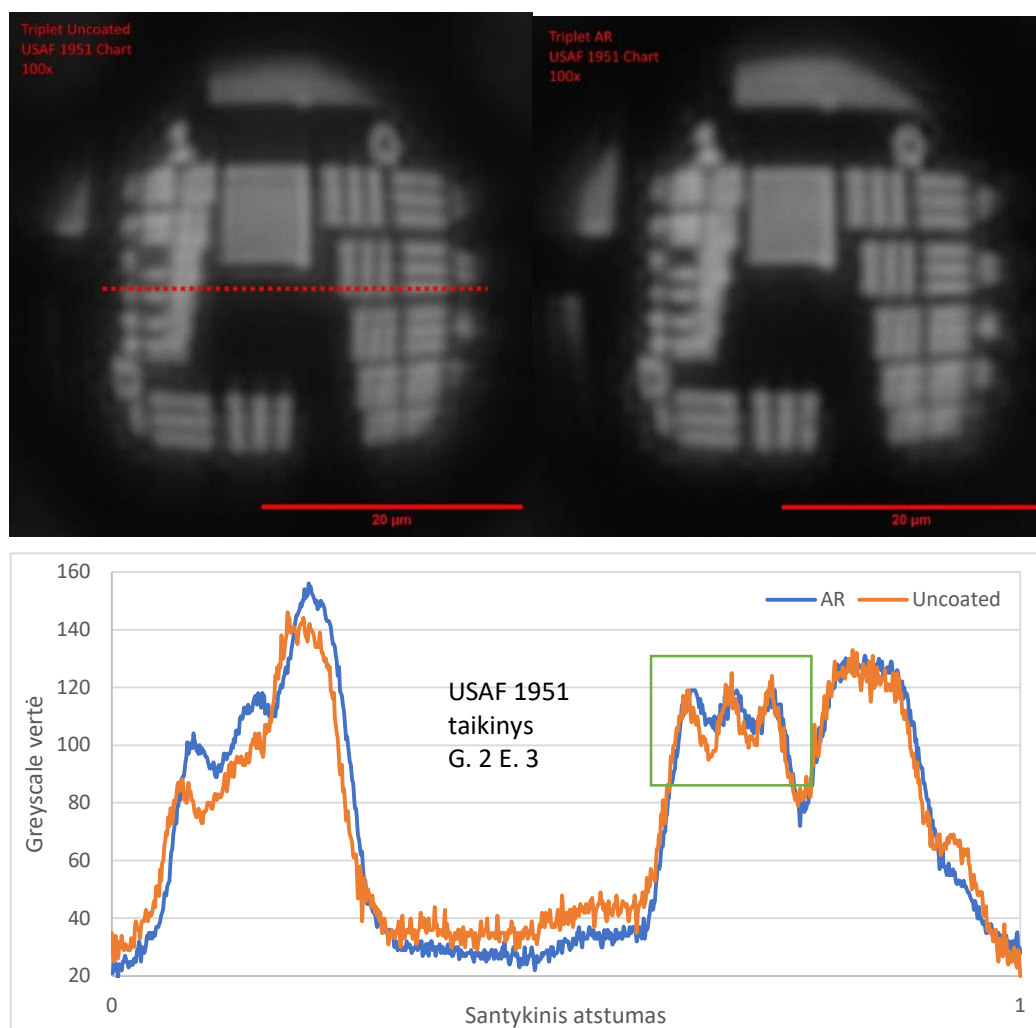 Triplet Uncoated
USAF 1951 Chart
100x
20 µm
Triplet AR
USAF 1951 Chart
100x
20 µm
160
140
120
100
80
60
40
20
Greyscale vertė
AR
Uncoated
USAF 1951
taikinys
G. 2 E. 3
0
1
Santykinis atstumas